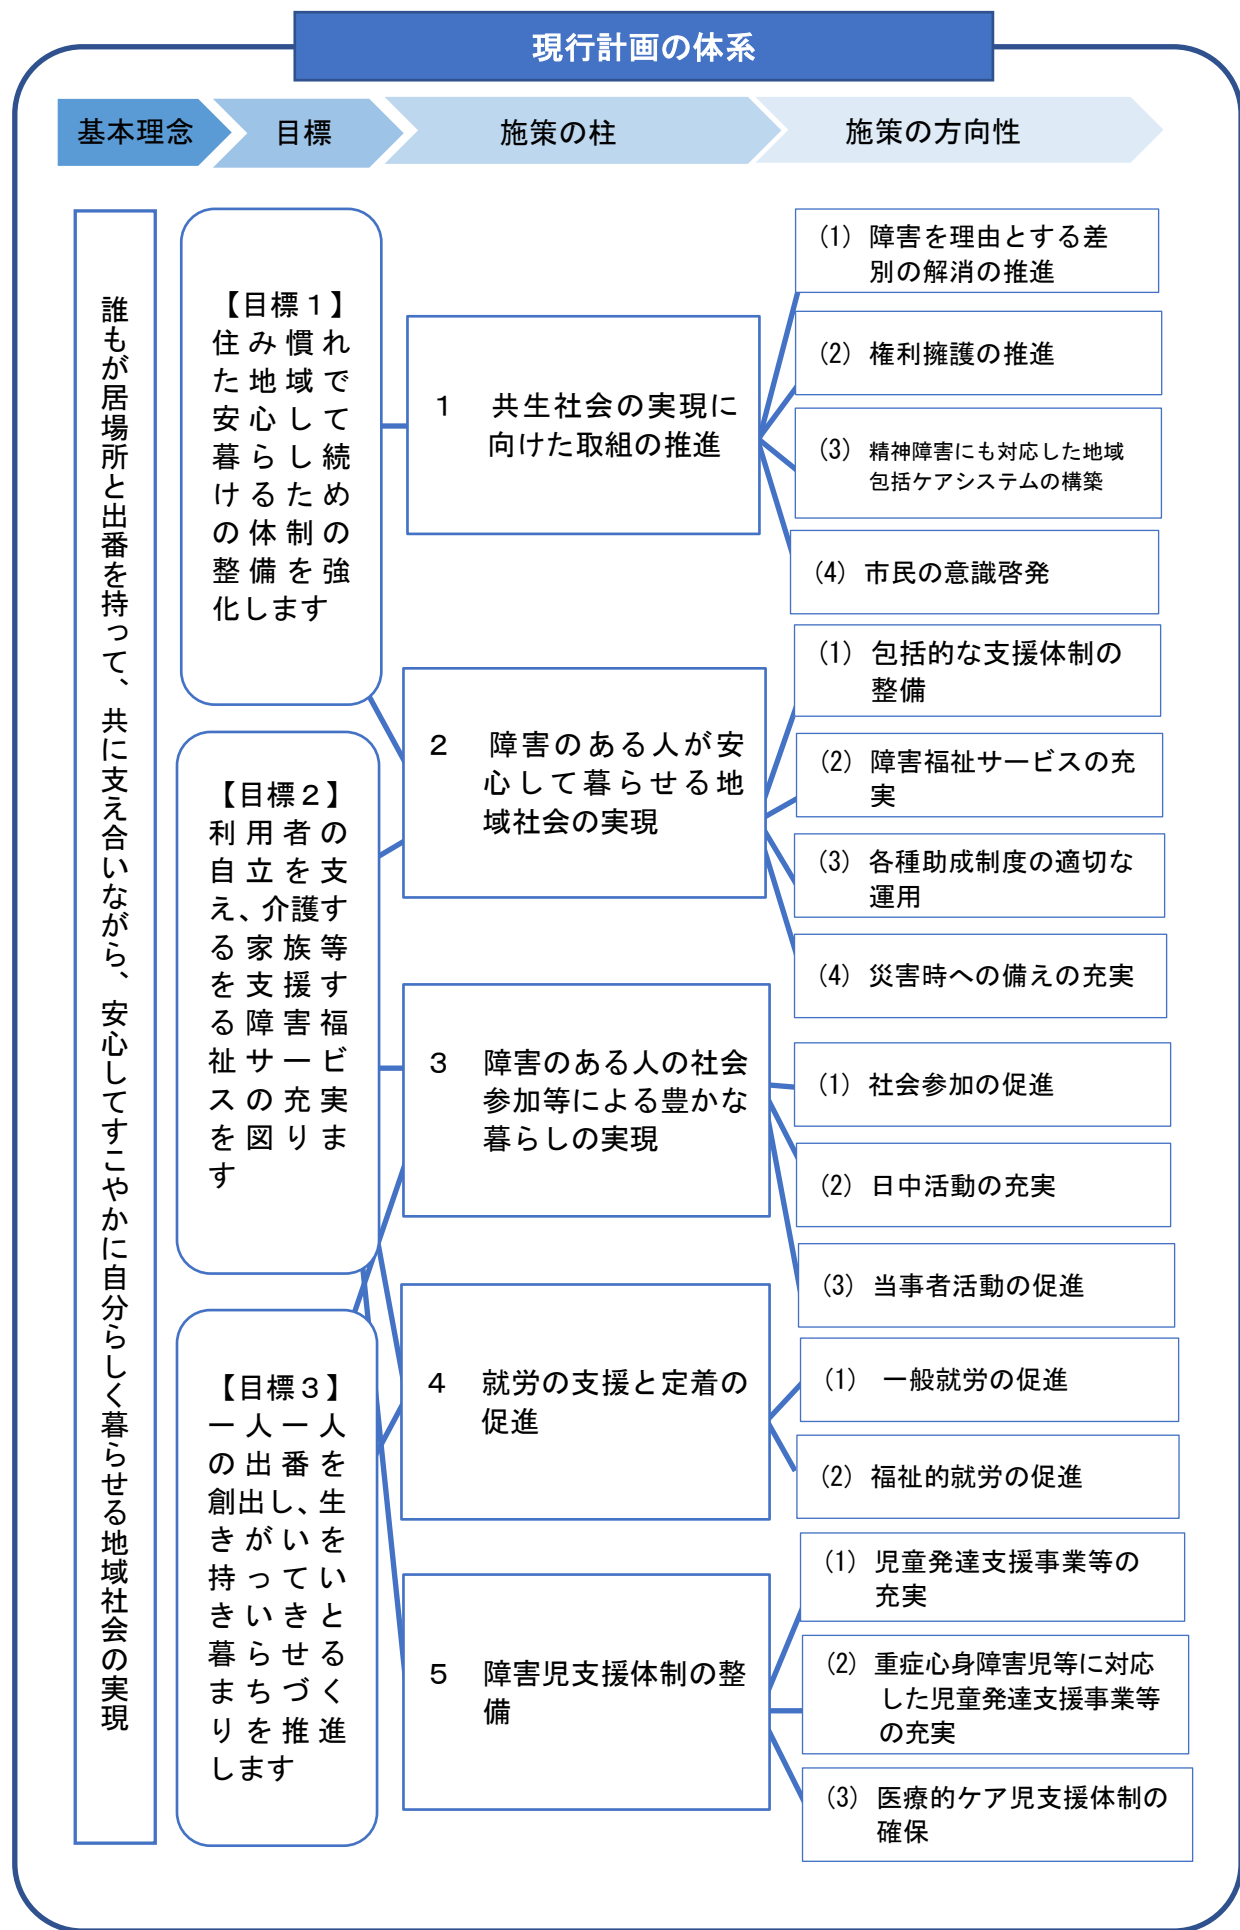 現行計画の体系
基本理念
目標
施策の柱
施策の方向性
誰もが居場所と出番を持って、共に支え合いながら、安心してすこやかに自分らしく暮らせる地域社会の実現
【目標１】
住み慣れ
た地域で
安心して
暮らし続
けるため
の体制の
整備を強
化します
【目標２】
利用者の
自立を支
え、介護す
る家族等
を支援す
る障害福
祉サービ
スの充実
を図りま
す
【目標３】
一人一人
の出番を
創出し、生
きがいを
持ってい
きいきと
暮らせる
まちづく
りを推進
します
１　共生社会の実現に
向けた取組の推進
(1) 障害を理由とする差
別の解消の推進
(2) 権利擁護の推進
(3) 精神障害にも対応した地域
包括ケアシステムの構築
(4) 市民の意識啓発
２　障害のある人が安
心して暮らせる地
域社会の実現
(1) 包括的な支援体制の
整備
(2) 障害福祉サービスの充
実
(3) 各種助成制度の適切な
運用
(4) 災害時への備えの充実
３　障害のある人の社会
参加等による豊かな
暮らしの実現
(1) 社会参加の促進
(2) 日中活動の充実
(3) 当事者活動の促進
４　就労の支援と定着の
促進
(1) 一般就労の促進
(2) 福祉的就労の促進
５　障害児支援体制の整
備
(1) 児童発達支援事業等の
充実
(2) 重症心身障害児等に対応
した児童発達支援事業等
の充実
(3) 医療的ケア児支援体制の
確保